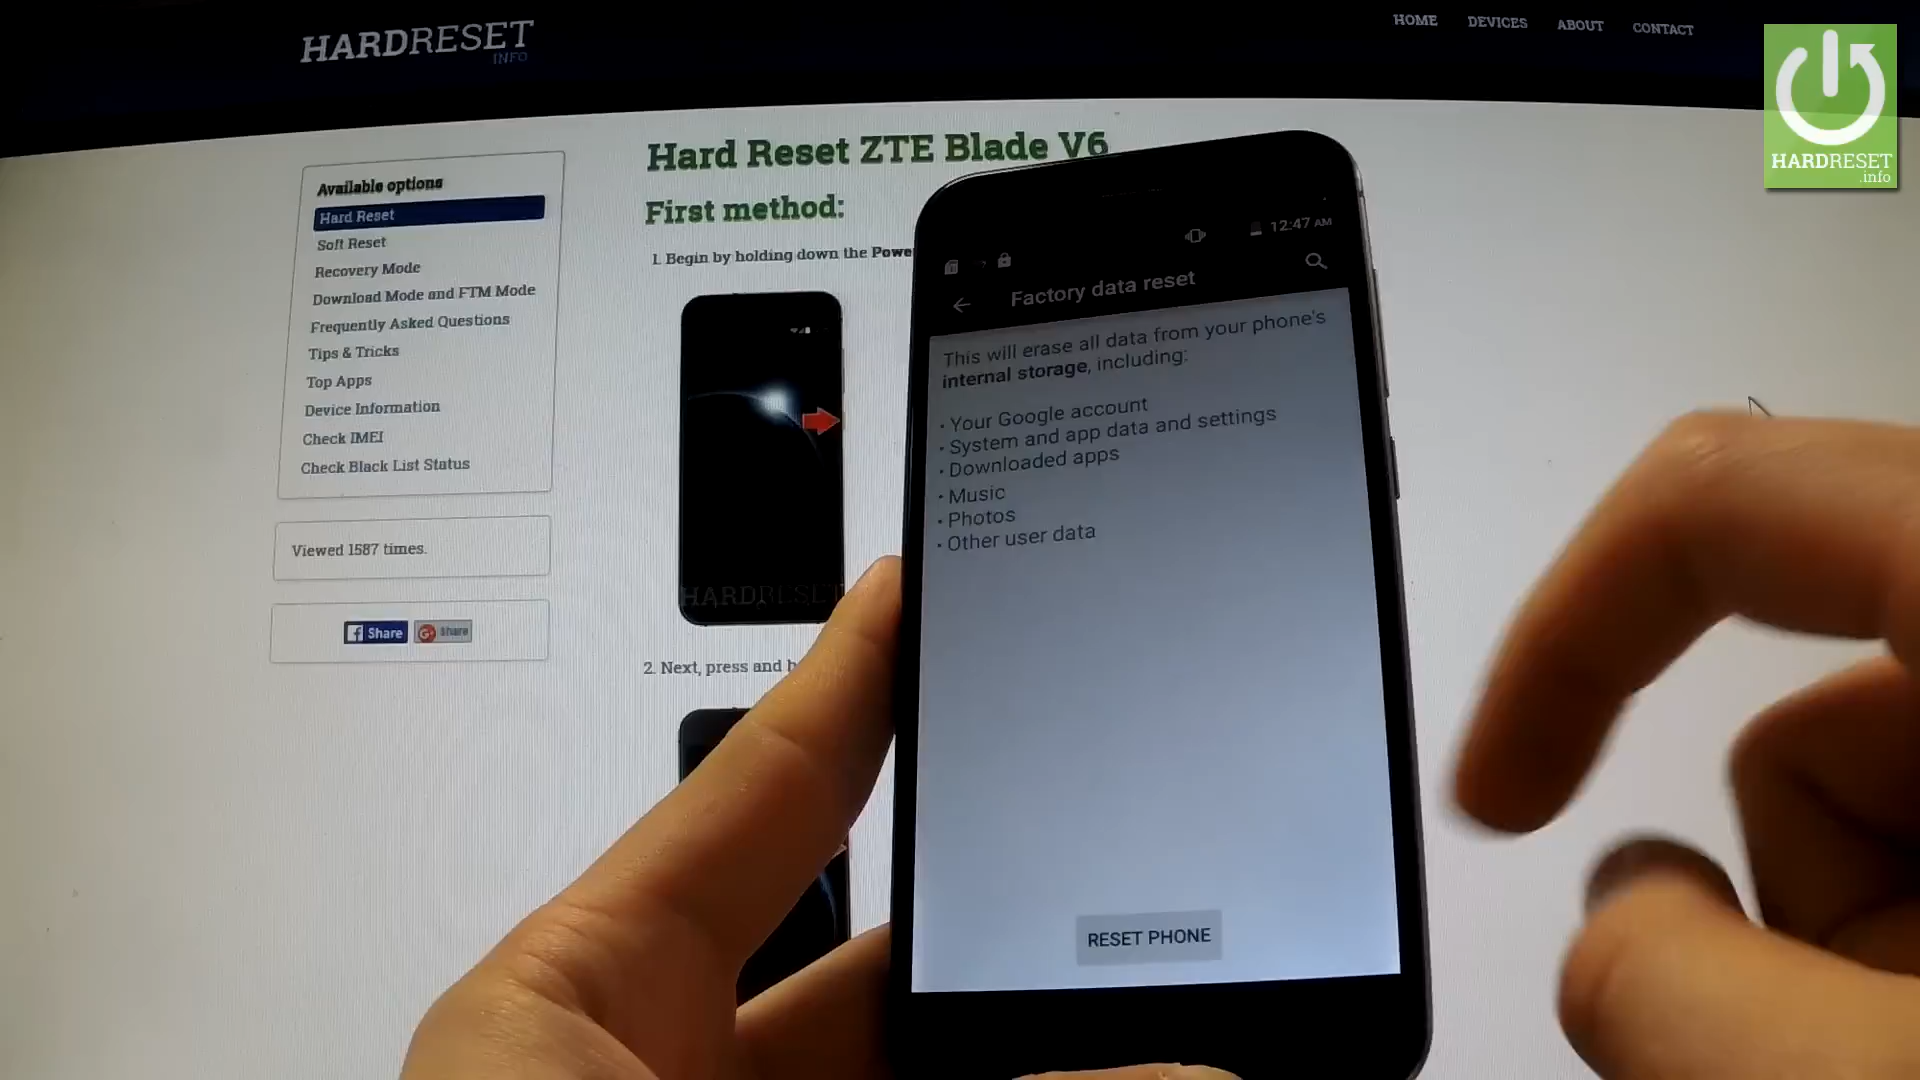 HARDRESET
INFO
HOME DEVICES ABOUT CONTACT
HARDRESET
.info
Available options
Hard Reset
Soft Reset
Recovery Mode
Download Mode and FTM Mode
Frequently Asked Questions
Tips & Tricks
Top Apps
Device Information
Check IMEI
Check Black List Status
Viewed 1587 times.
Share
Share
Hard Reset ZTE Blade V6
First method:
1. Begin by holding down the
HARDRESET
2. Next, press and
12:47 AM
Factory data reset
This will erase all data from your phone's
internal storage, including:
• Your Google account
• System and app data and settings
• Downloaded apps
• Music
• Photos
• Other user data
RESET PHONE